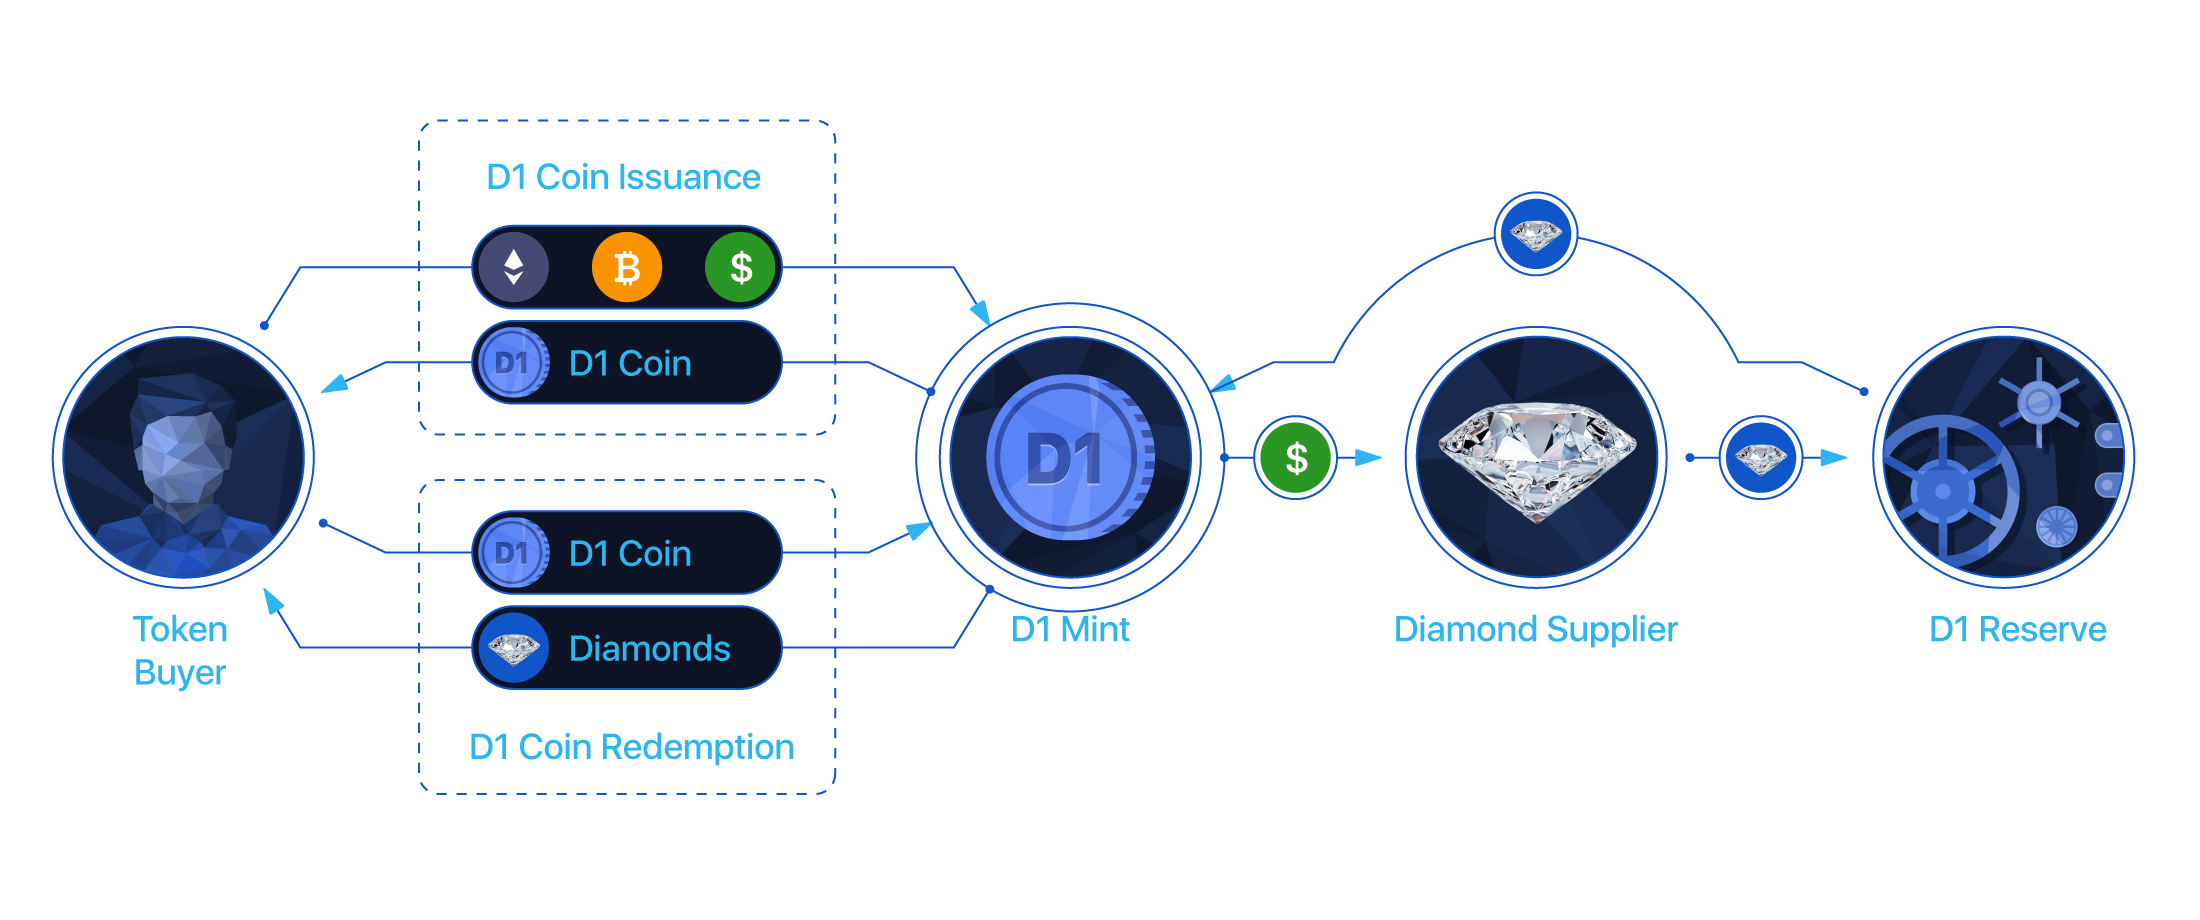 D1 Coin Issuance
$
D1 D1 Coin
D1
$
D1 D1 Coin
Diamonds
Token
Buyer
D1 Mint
Diamond Supplier
D1 Reserve
D1 Coin Redemption